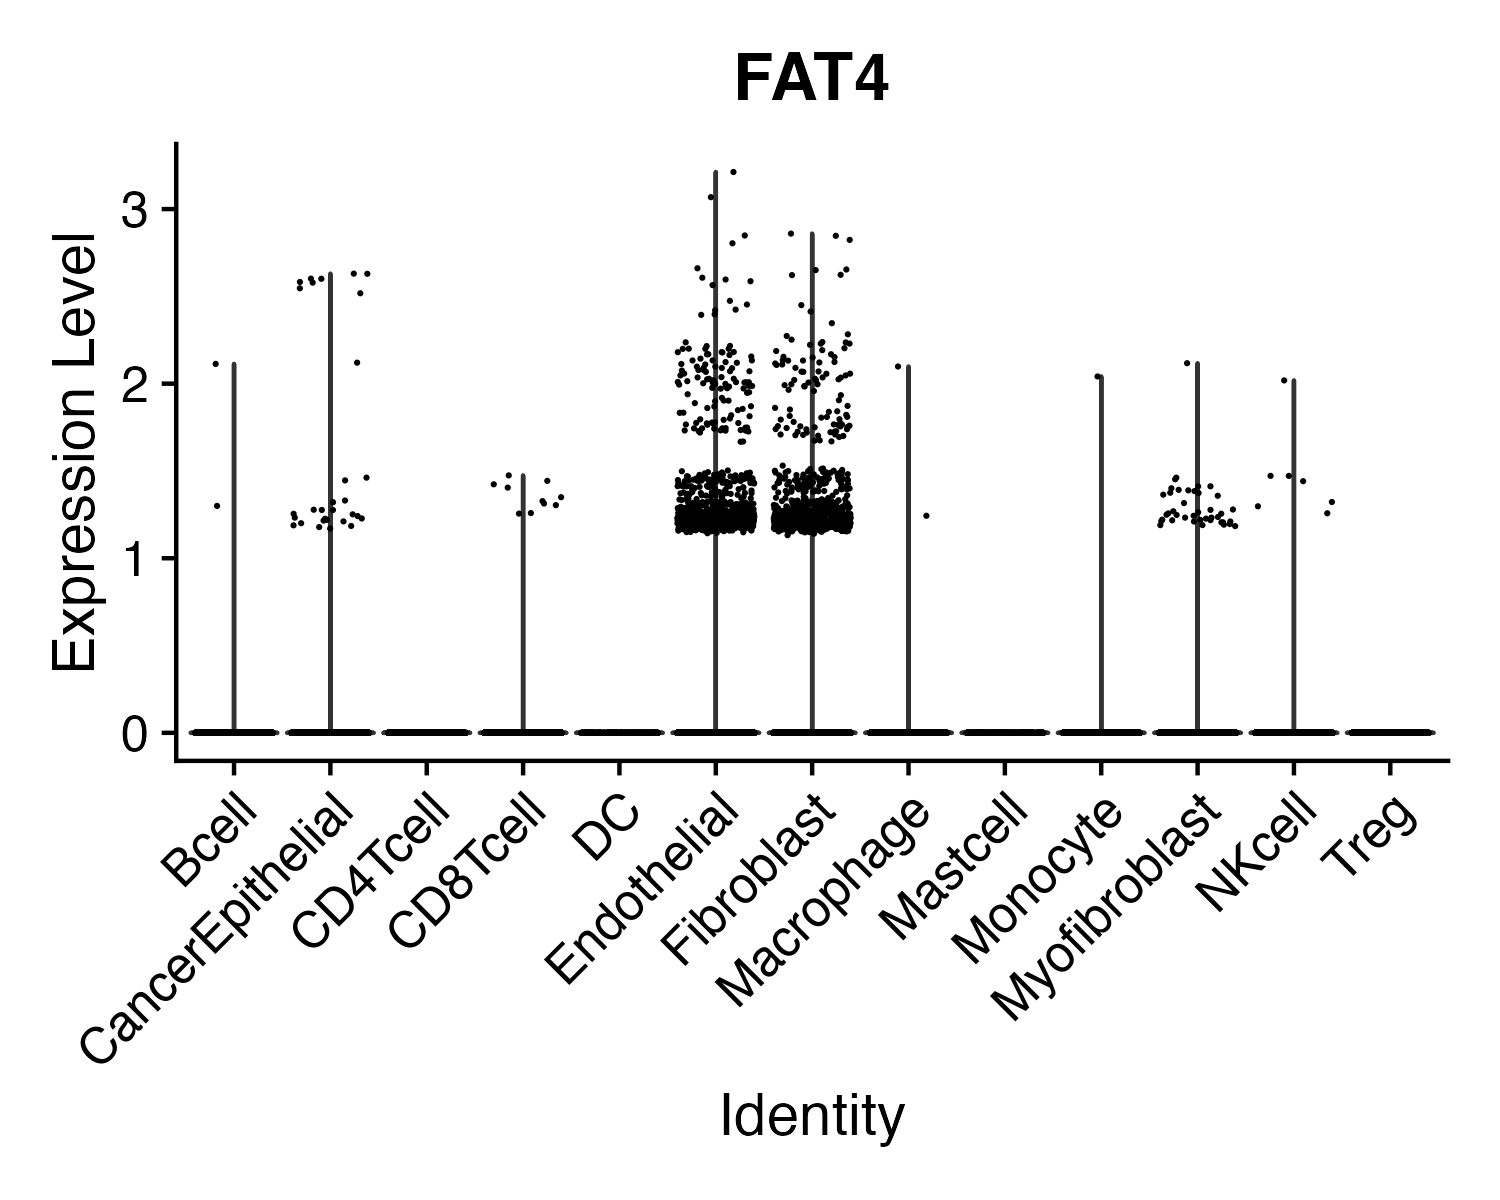 FAT4
Expression Level
3
2
1
0
Bcell
CancerEpithelial
CD4Tcell
CD8Tcell
DC
Endothelial
Fibroblast
Macrophage
Mastcell
Monocyte
Myofibroblast
NKcell
Treg
Identity